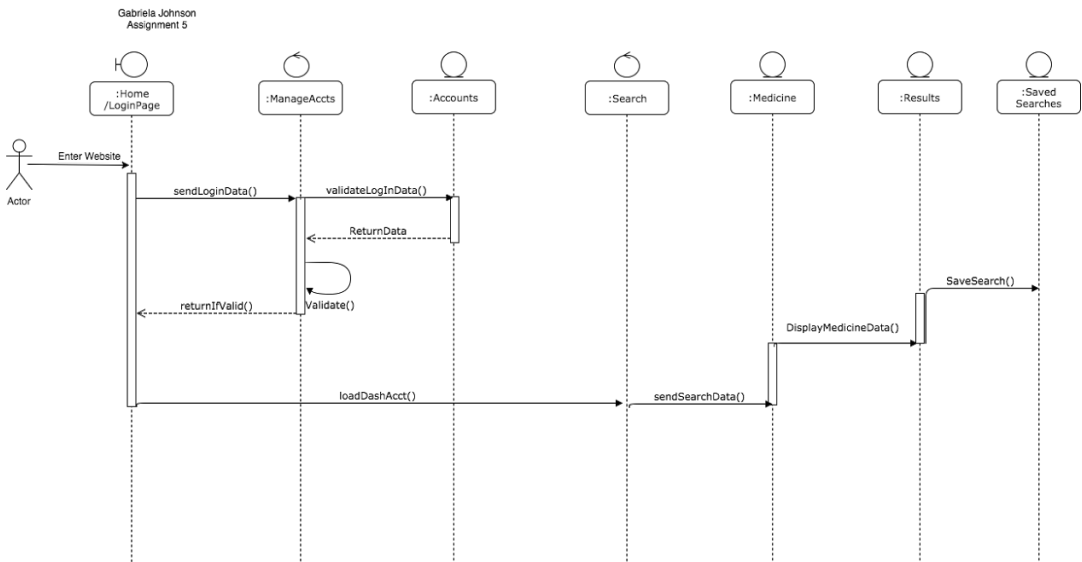 Gabriela Johnson
Assignment 5
:Home
/LoginPage
:ManageAccts
:Accounts
:Search
:Medicine
:Results
:Saved
Searches
Enter Website
Actor
sendLoginData()
validateLogInData()
ReturnData
Validate()
returnIfValid()
SaveSearch()
DisplayMedicineData()
loadDashAcct()
sendSearchData()